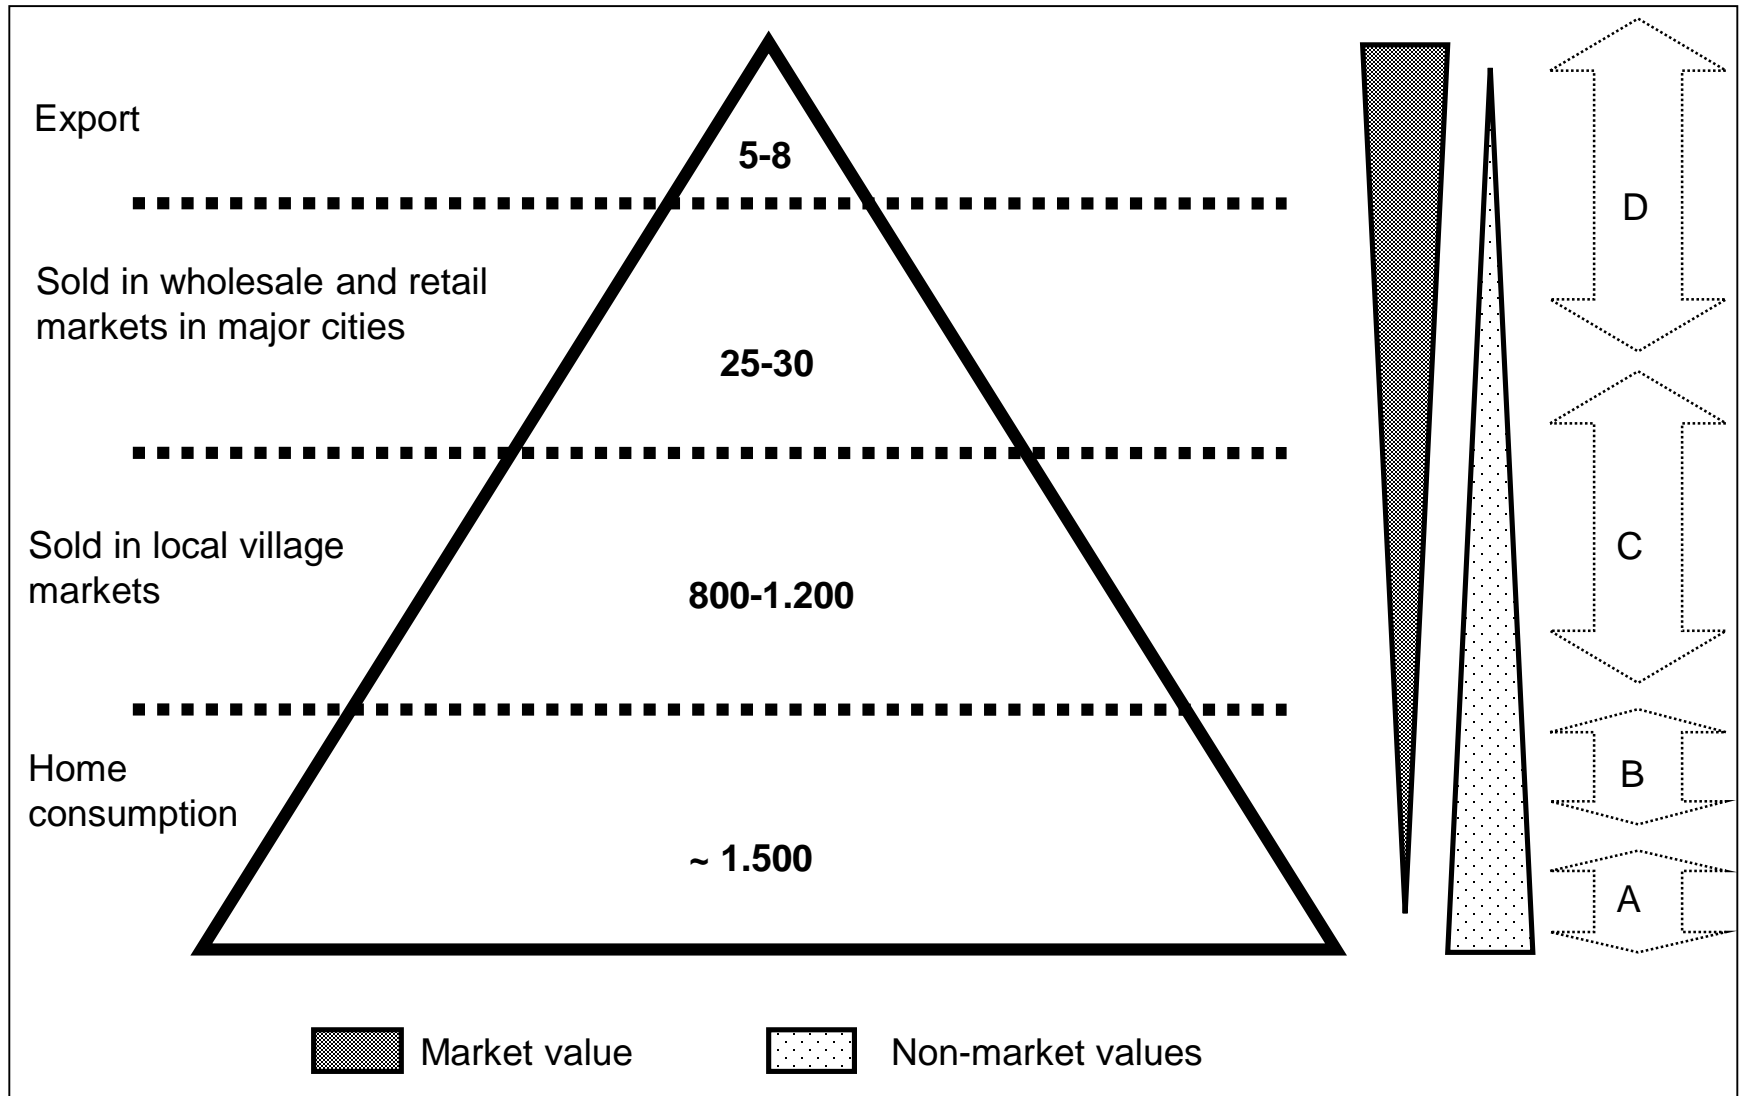 Export
5-8
D
Sold in wholesale and retail
markets in major cities
25-30
Sold in local village
markets
C
800-1.200
Home
consumption
B
~ 1.500
A
Market value
Non-market values